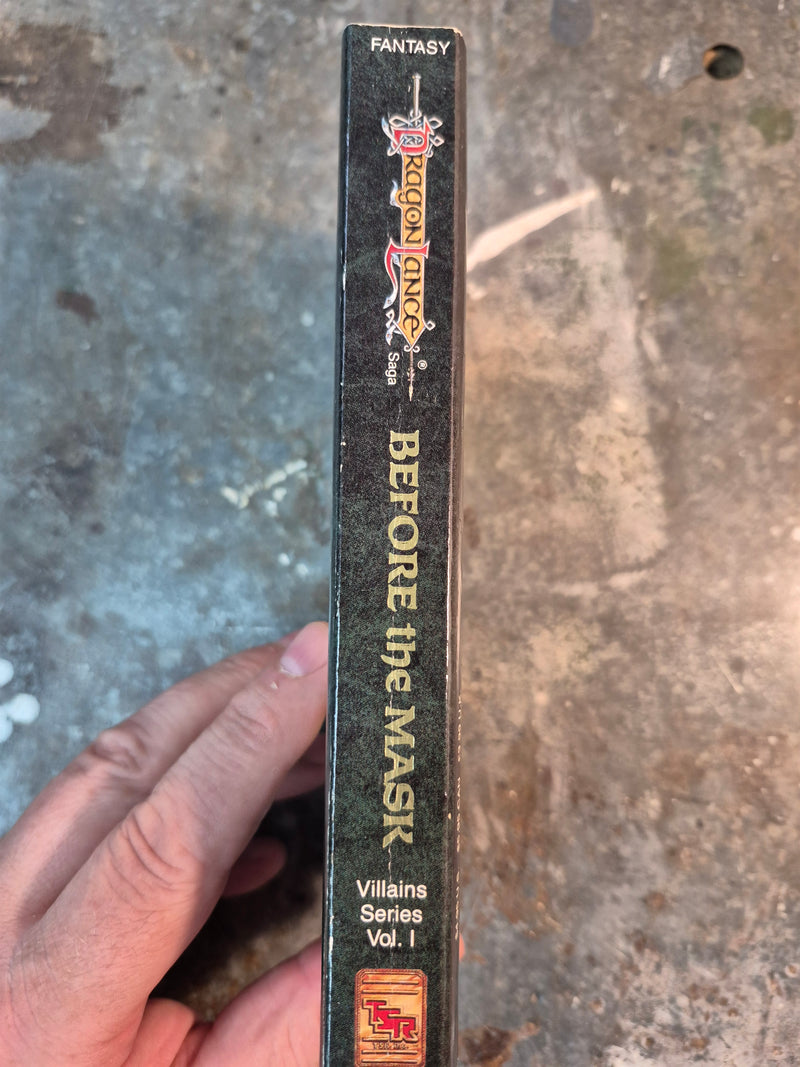 FANTASY
DRAGONLANCE
®
Saga
BEFORE the MASK
Villains
Series
Vol. I
TSR